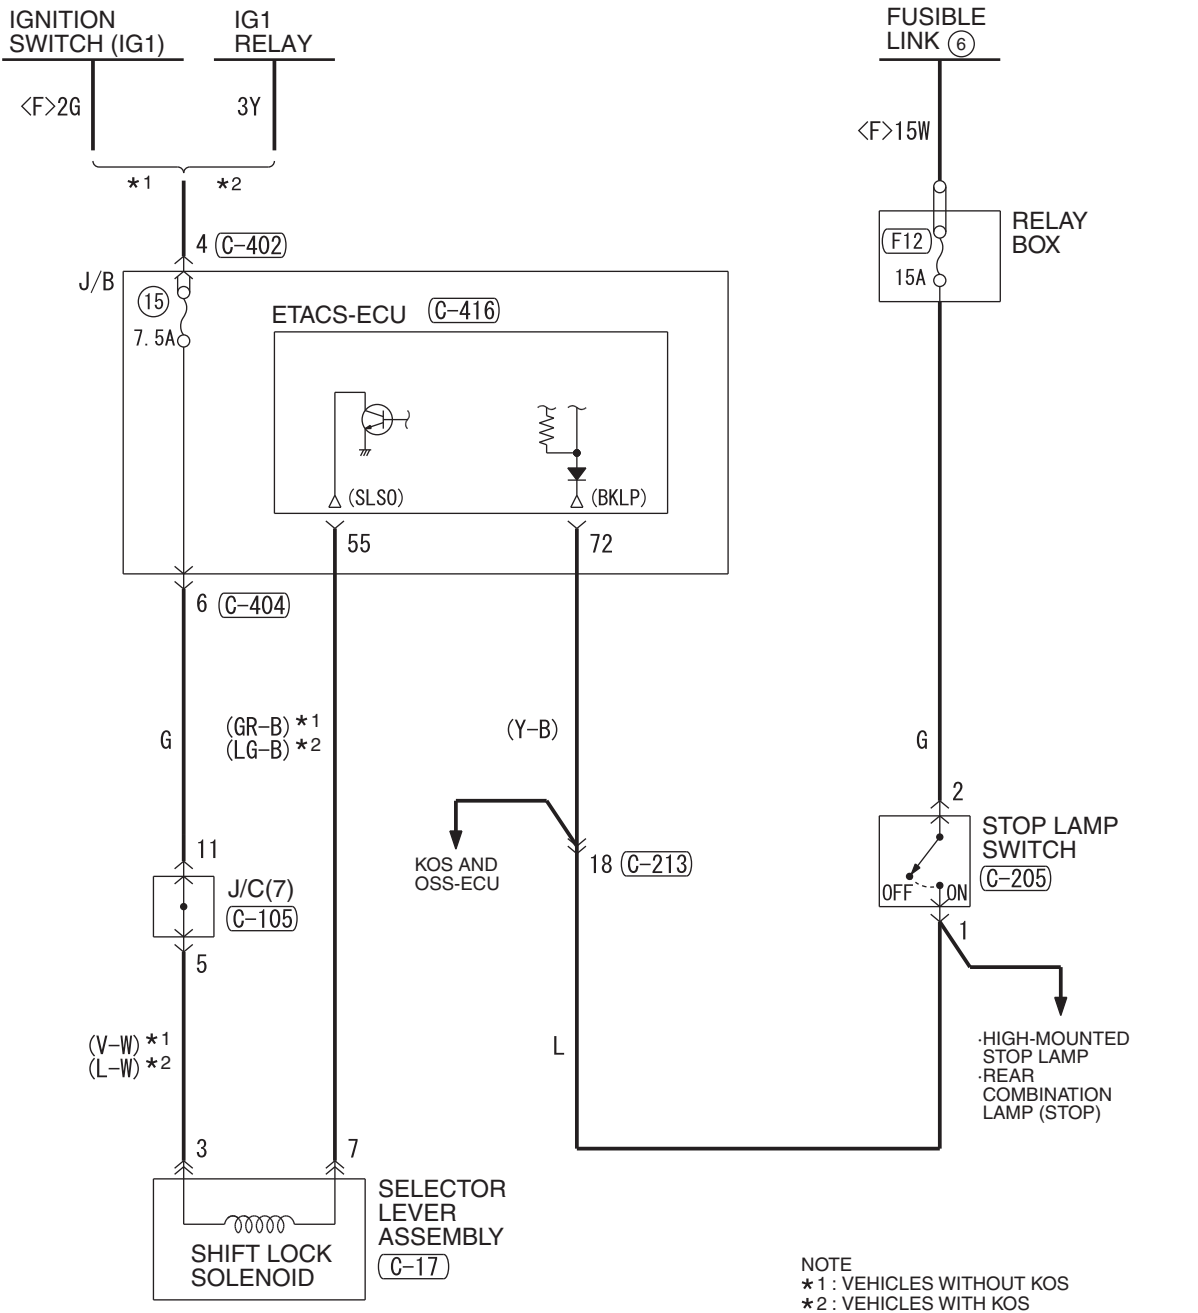 IGNITION
SWITCH (IG1)
IG1
RELAY
FUSIBLE
LINK 6
<F>2G
3Y
<F>15W
*1
*2
4 C-402
RELAY
BOX
F12
15A
J/B
15
7.5A
ETACS-ECU C-416
(SLSO)
(BKLP)
55
72
6 C-404
G
(GR-B) *1
(LG-B) *2
(Y-B)
G
2
STOP LAMP
SWITCH
C-205
OFF
ON
1
11
J/C(7)
C-105
5
KOS AND
OSS-ECU
18 C-213
(V-W) *1
(L-W) *2
L
·HIGH-MOUNTED
STOP LAMP
·REAR
COMBINATION
LAMP (STOP)
3
7
SELECTOR
LEVER
ASSEMBLY
C-17
SHIFT LOCK
SOLENOID
NOTE
*1 : VEHICLES WITHOUT KOS
*2 : VEHICLES WITH KOS